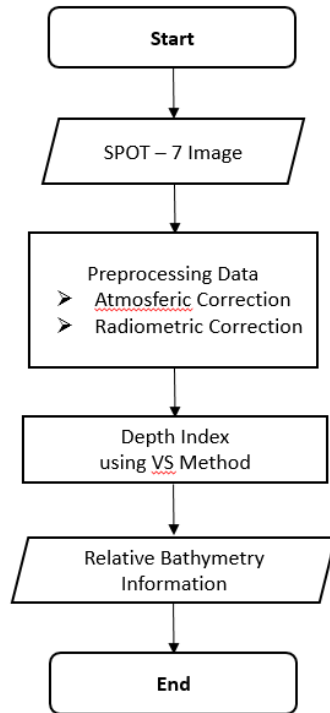 Start
SPOT – 7 Image
Preprocessing Data
➢ Atmosferic Correction
➢ Radiometric Correction
Depth Index
using VS Method
Relative Bathymetry
Information
End